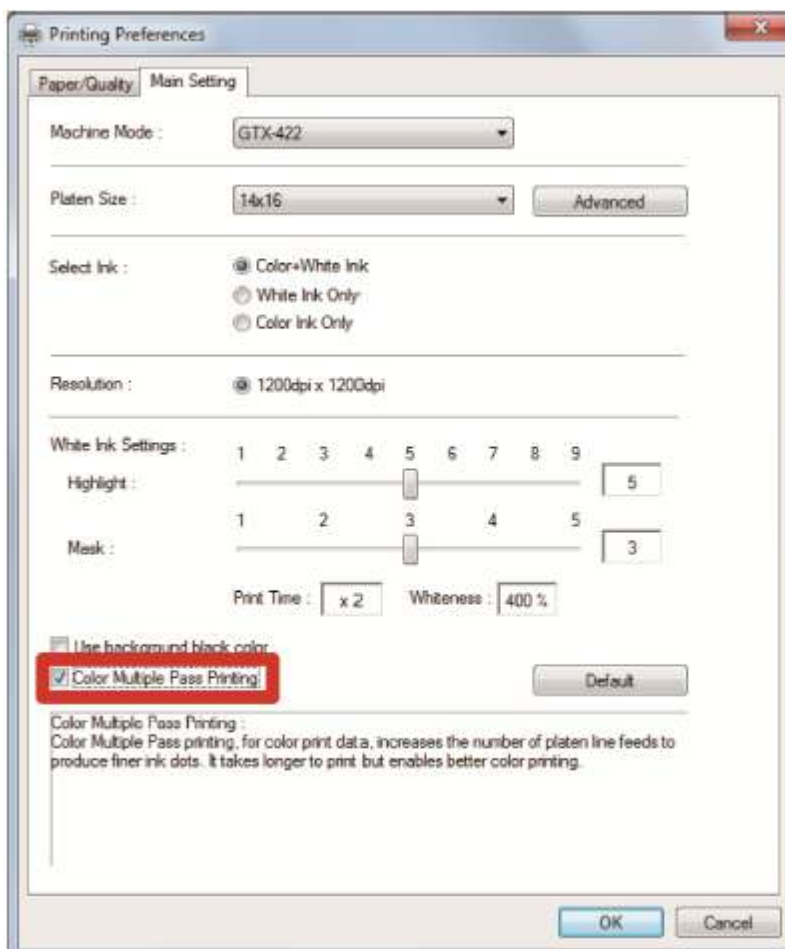 Printing Preferences
Paper/Quality Main Setting
Machine Mode : GTX-422
Platen Size : 14x16 Advanced
Select Ink : Color+White Ink
White Ink Only
Color Ink Only
Resolution : 1200dpi x 1200dpi
White Ink Settings : 1 2 3 4 5 6 7 8 9
Highlight : 5
1 2 3 4 5
Mask : 3
Print Time : x 2 Whiteness : 400 %
Use background black color
Color Multiple Pass Printing Default
Color Multiple Pass Printing :
Color Multiple Pass printing, for color print data, increases the number of platen line feeds to
produce finer ink dots. It takes longer to print but enables better color printing.
OK Cancel